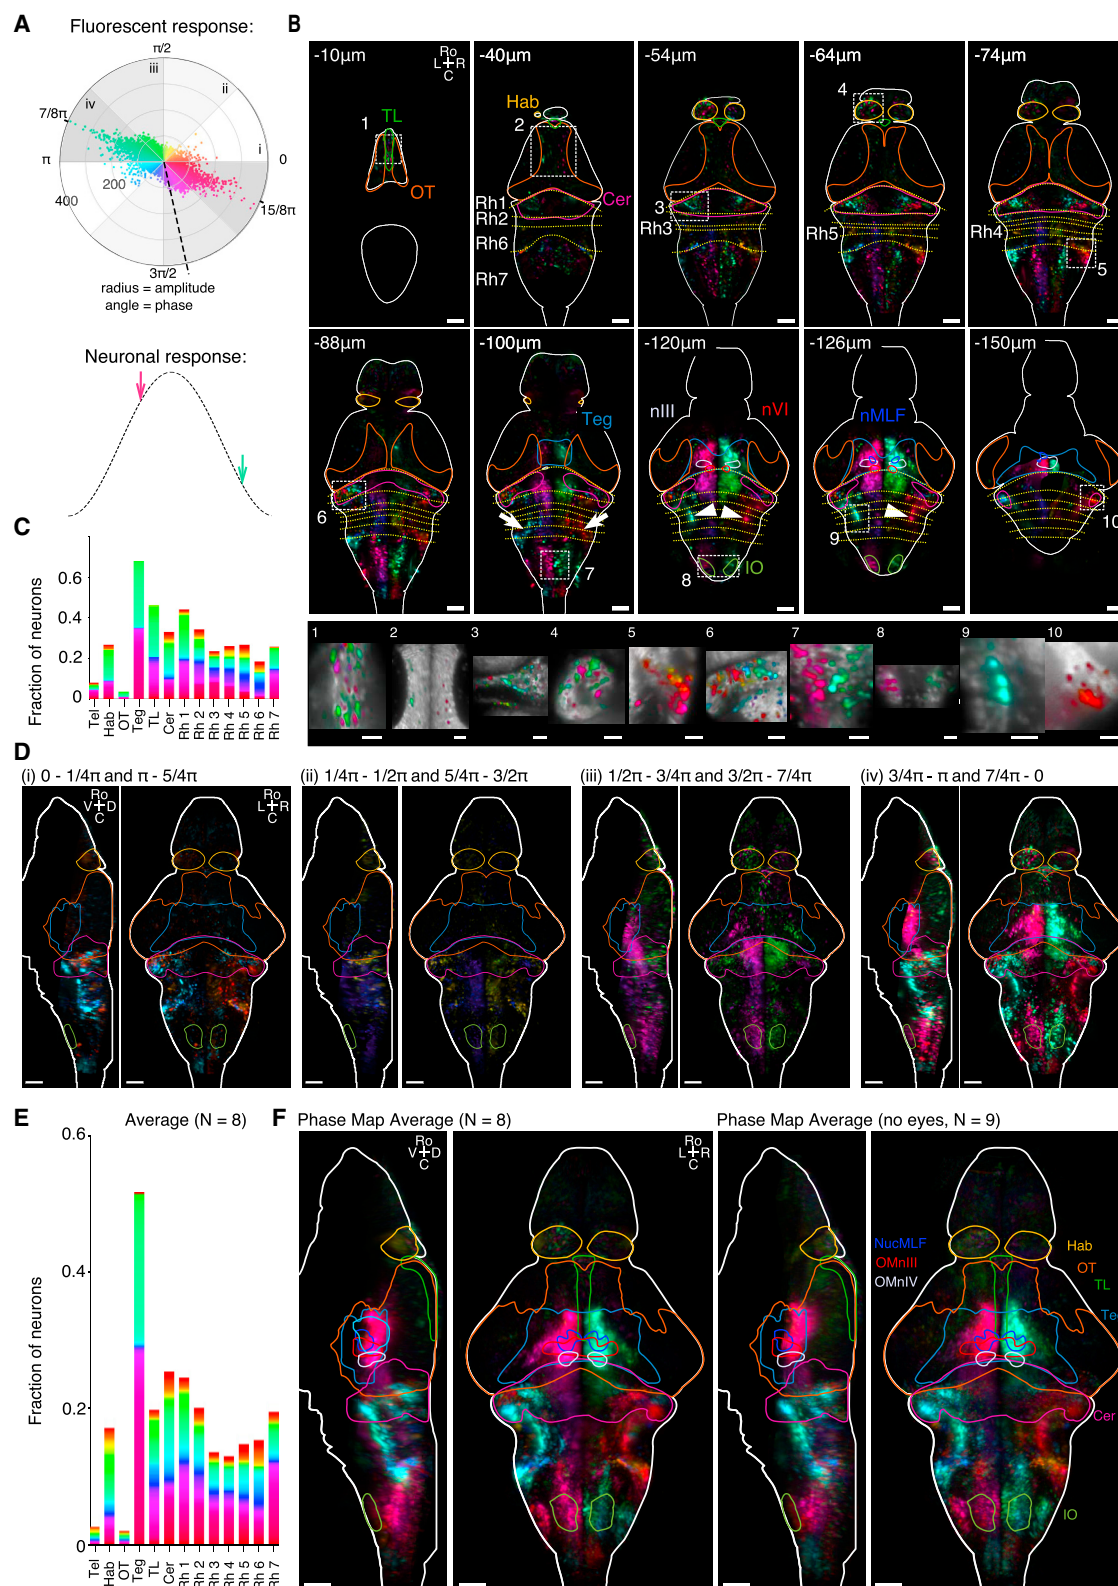 A
Fluorescent response:
π/2
iii
ii
iv
i
7/8π
π
0
200
400
15/8π
3π/2
radius = amplitude
angle = phase
Neuronal response:
B
-10µm
Ro
L R
C
1
TL
OT
-40µm
Hab
2
Rh1
Rh2
Rh6
Rh7
Cer
-54µm
3
Rh3
-64µm
4
Rh5
-74µm
Rh4
5
-88µm
6
-100µm
Teg
7
-120µm
nIII
nVI
8
IO
-126µm
nMLF
9
-150µm
10
1 2 3 4 5 6 7 8 9 10
C
Fraction of neurons
0.6
0.4
0.2
0
Tel Hab OT Teg TL Cer Rh 1 Rh 2 Rh 3 Rh 4 Rh 5 Rh 6 Rh 7
D
(i) 0 - 1/4π and π - 5/4π
(ii) 1/4π - 1/2π and 5/4π - 3/2π
(iii) 1/2π - 3/4π and 3/2π - 7/4π
(iv) 3/4π - π and 7/4π - 0
Ro
V D
C
Ro
L R
C
E
Average (N = 8)
Fraction of neurons
0.6
0.4
0.2
0
Tel Hab OT Teg TL Cer Rh 1 Rh 2 Rh 3 Rh 4 Rh 5 Rh 6 Rh 7
F
Phase Map Average (N = 8)
Phase Map Average (no eyes, N = 9)
Ro
V D
C
Ro
L R
C
NucMLF
OMnIII
OMnIV
Hab
OT
TL
Te
Cer
IO